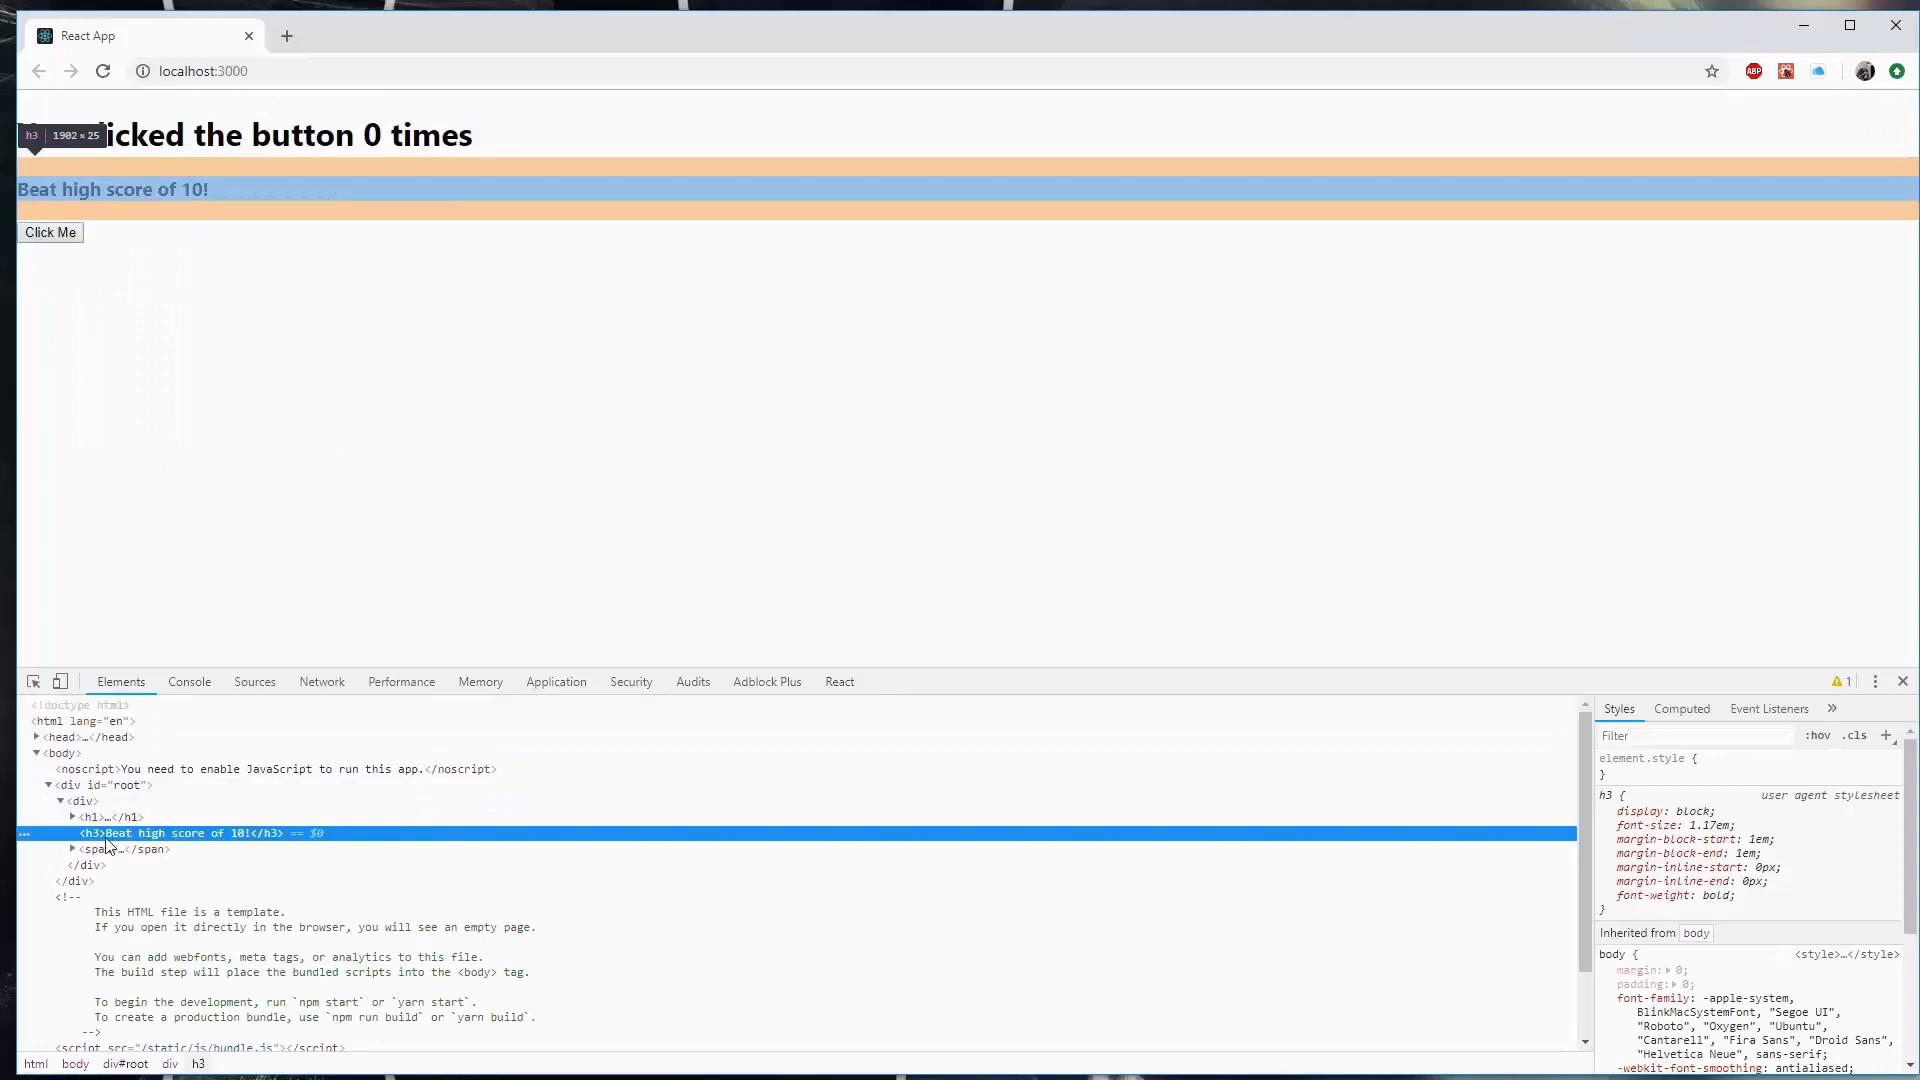 React App
localhost:3000
icked the button 0 times
h3 1902 × 25
Beat high score of 10!
Click Me
Elements Console Sources Network Performance Memory Application Security Audits Adblock Plus React 1
<!doctype html>
<html lang="en">
<head>…</head>
<body>
<noscript>You need to enable JavaScript to run this app.</noscript>
<div id="root">
<div>
<h1>…</h1>
<h3>Beat high score of 10!</h3> == $0
<spa …</span>
</div>
</div>
<!--
This HTML file is a template.
If you open it directly in the browser, you will see an empty page.
You can add webfonts, meta tags, or analytics to this file.
The build step will place the bundled scripts into the <body> tag.
To begin the development, run `npm start` or `yarn start`.
To create a production bundle, use `npm run build` or `yarn build`.
-->
<script src="/static/js/bundle.js"></script>
html body div#root div h3
Styles Computed Event Listeners »
Filter :hov .cls +
element.style {
}
h3 { user agent stylesheet
display: block;
font-size: 1.17em;
margin-block-start: 1em;
margin-block-end: 1em;
margin-inline-start: 0px;
margin-inline-end: 0px;
font-weight: bold;
}
Inherited from body
body { <style>…</style>
margin: 0;
padding: 0;
font-family: -apple-system,
BlinkMacSystemFont, "Segoe UI",
"Roboto", "Oxygen", "Ubuntu",
"Cantarell", "Fira Sans", "Droid Sans",
"Helvetica Neue", sans-serif;
-webkit-font-smoothing: antialiased;